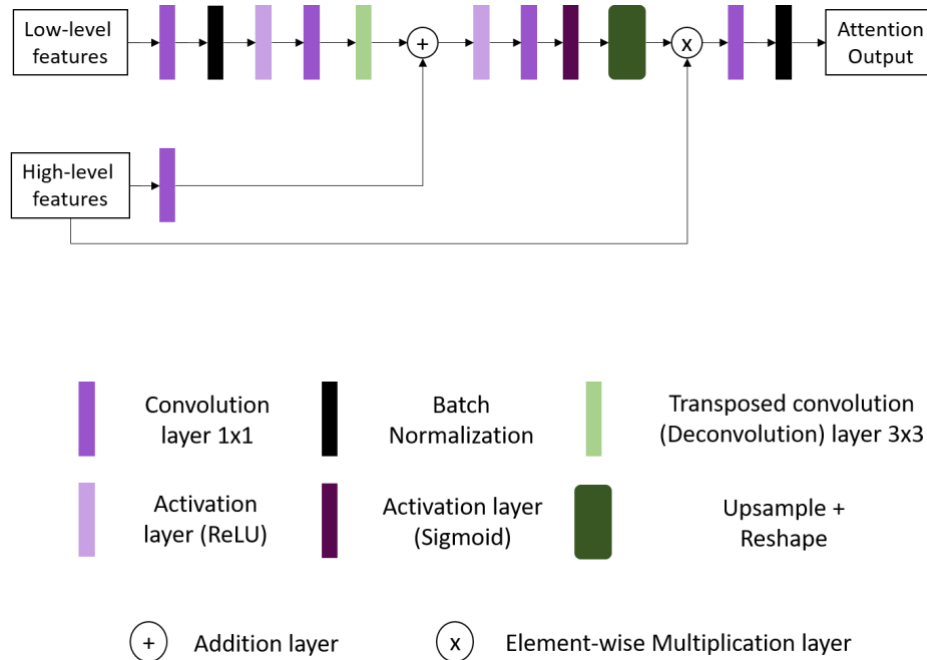 Low-level
features
+
x
Attention
Output
High-level
features
Convolution
layer 1x1
Batch
Normalization
Transposed convolution
(Deconvolution) layer 3x3
Activation
layer (ReLU)
Activation layer
(Sigmoid)
Upsample +
Reshape
+ Addition layer
x Element-wise Multiplication layer